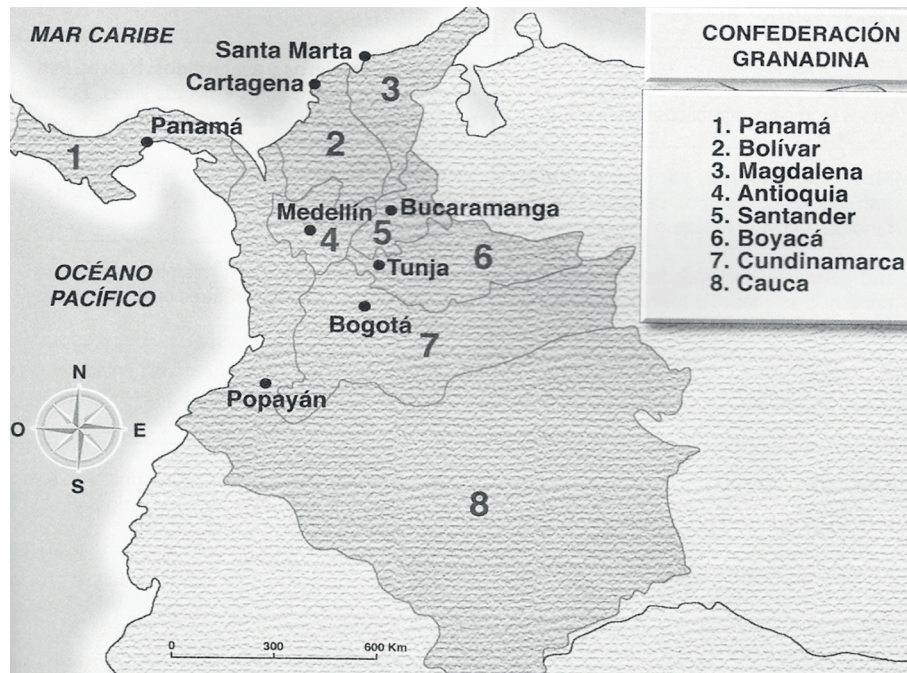 MAR CARIBE
Santa Marta
Cartagena
3
2
Panamá
1
Medellín
Bucaramanga
4
5
6
Tunja
OCÉANO
PACÍFICO
Bogotá
7
Popayán
N
O
E
S
8
0 300 600 Km
CONFEDERACIÓN
GRANADINA
1. Panamá
2. Bolívar
3. Magdalena
4. Antioquia
5. Santander
6. Boyacá
7. Cundinamarca
8. Cauca